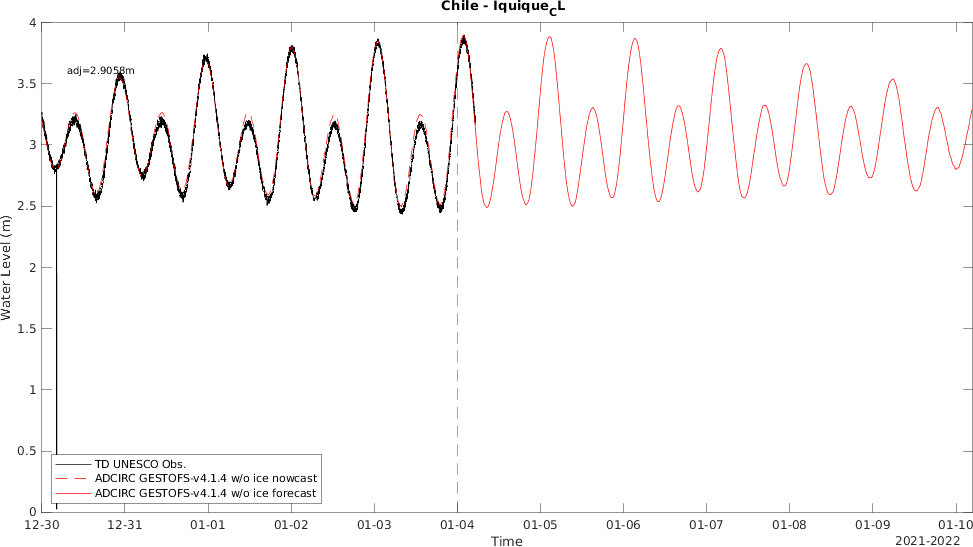 Chile - Iquique_CL
adj=2.9058m
4
3.5
3
2.5
2
1.5
1
0.5
0
Water Level (m)
TD UNESCO Obs.
ADCIRC GESTOFS-v4.1.4 w/o ice nowcast
ADCIRC GESTOFS-v4.1.4 w/o ice forecast
12-30 12-31 01-01 01-02 01-03 01-04 01-05 01-06 01-07 01-08 01-09 01-10
Time
2021-2022